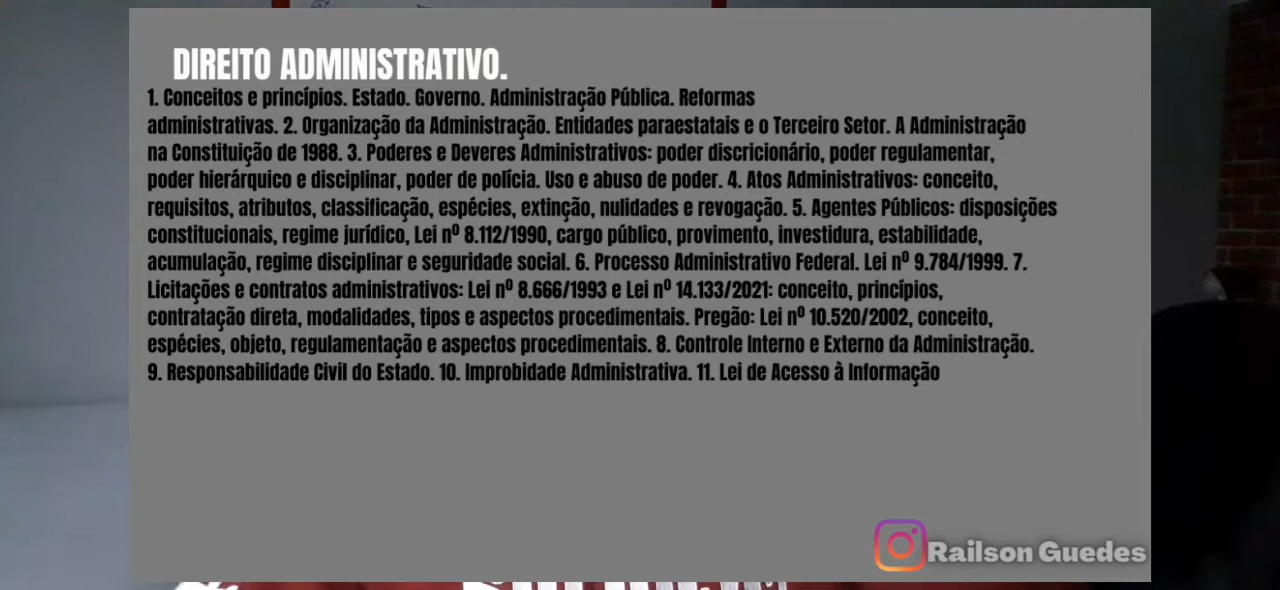 DIREITO ADMINISTRATIVO.
1. Conceitos e princípios. Estado. Governo. Administração Pública. Reformas
administrativas. 2. Organização da Administração. Entidades paraestatais e o Terceiro Setor. A Administração
na Constituição de 1988. 3. Poderes e Deveres Administrativos: poder discricionário, poder regulamentar,
poder hierárquico e disciplinar, poder de polícia. Uso e abuso de poder. 4. Atos Administrativos: conceito,
requisitos, atributos, classificação, espécies, extinção, nulidades e revogação. 5. Agentes Públicos: disposições
constitucionais, regime jurídico, Lei nº 8.112/1990, cargo público, provimento, investidura, estabilidade,
acumulação, regime disciplinar e seguridade social. 6. Processo Administrativo Federal. Lei nº 9.784/1999. 7.
Licitações e contratos administrativos: Lei nº 8.666/1993 e Lei nº 14.133/2021: conceito, princípios,
contratação direta, modalidades, tipos e aspectos procedimentais. Pregão: Lei nº 10.520/2002, conceito,
espécies, objeto, regulamentação e aspectos procedimentais. 8. Controle Interno e Externo da Administração.
9. Responsabilidade Civil do Estado. 10. Improbidade Administrativa. 11. Lei de Acesso à Informação
Railson Guedes